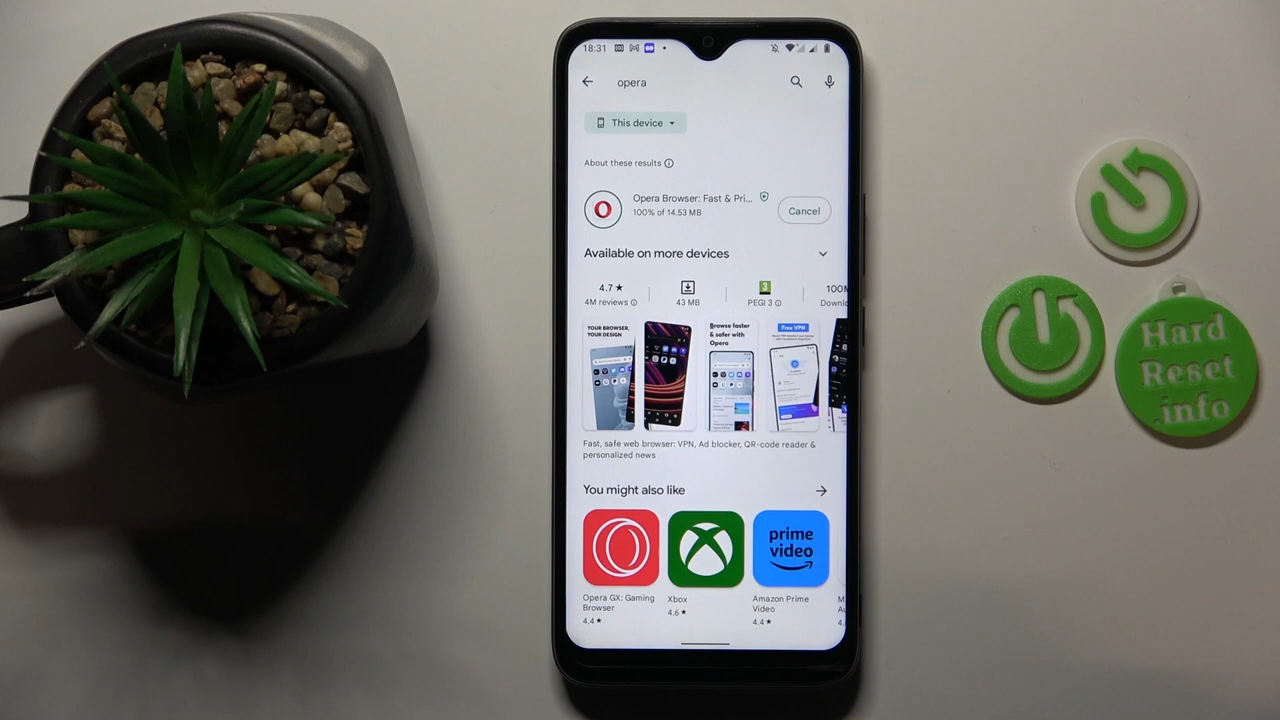 18:31
opera
This device
About these results
Opera Browser: Fast & Pri...
100% of 14.53 MB
Cancel
Available on more devices
4.7 ★
4M reviews
43 MB
3
PEGI 3
100M
Downlo
YOUR BROWSER,
YOUR DESIGN
Browse faster
& safer with
Opera
Free VPN
Fast, safe web browser: VPN, Ad blocker, QR-code reader &
personalized news
You might also like
prime
video
Opera GX: Gaming
Browser
4.4 ★
Xbox
4.6 ★
Amazon Prime
Video
4.4 ★
M
Au
4.
Hard
Reset
.info